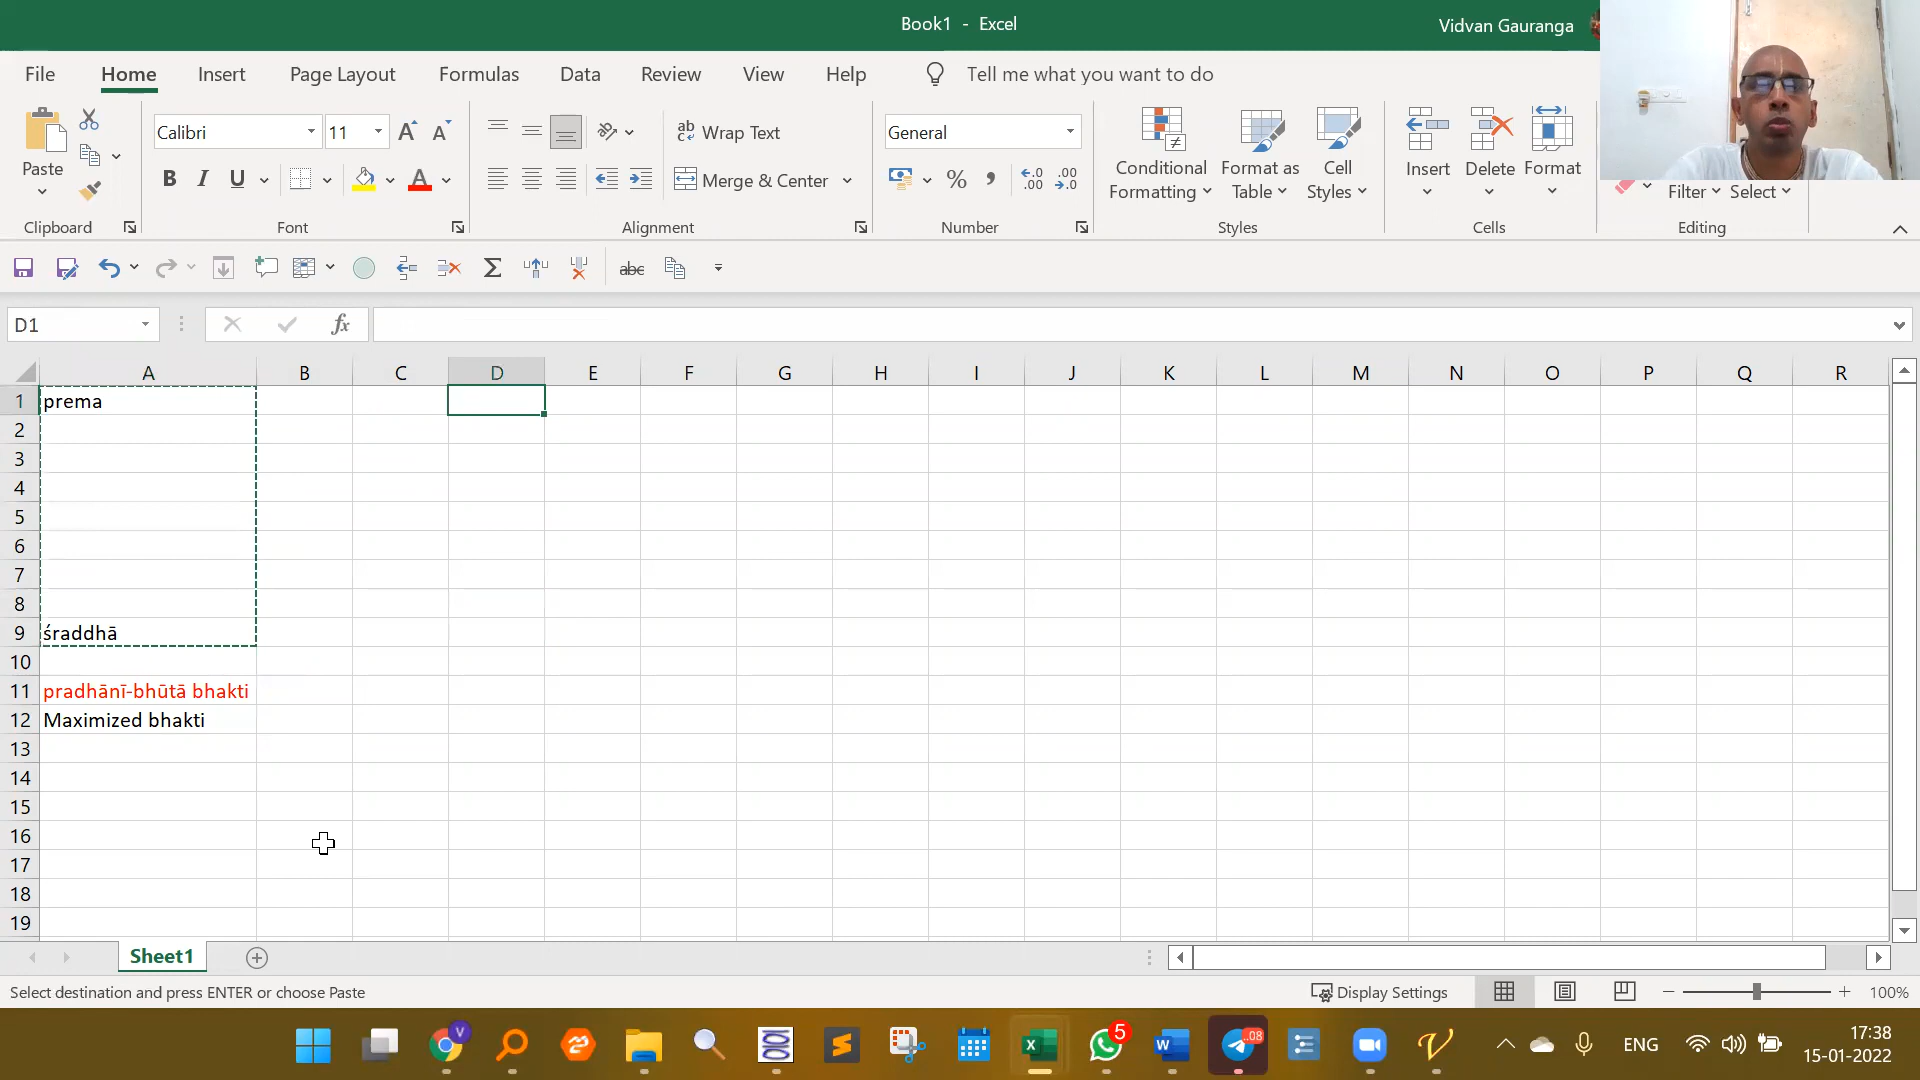 Book1 - Excel
Vidvan Gauranga
File Home Insert Page Layout Formulas Data Review View Help Tell me what you want to do
Paste
Calibri 11
B I U
ab Wrap Text
Merge & Center
General
% ,
Conditional Formatting
Format as Table
Cell Styles
Insert Delete Format
Filter Select
Clipboard Font Alignment Number Styles Cells Editing
abc
D1 fx
A B C D E F G H I J K L M N O P Q R
1 prema
2
3
4
5
6
7
8
9 śraddhā
10
11 pradhānī-bhūtā bhakti
12 Maximized bhakti
13
14
15
16
17
18
19
Sheet1
Select destination and press ENTER or choose Paste
Display Settings
100%
5
..08
ENG
17:38
15-01-2022